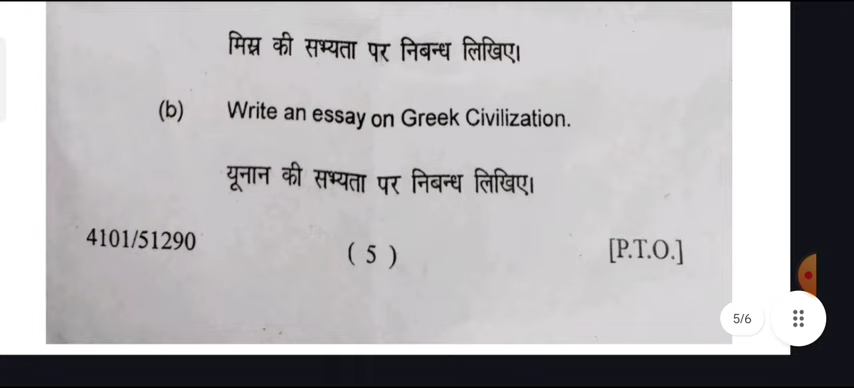 मिस्र की सभ्यता पर निबन्ध लिखिए।
(b) Write an essay on Greek Civilization.
यूनान की सभ्यता पर निबन्ध लिखिए।
4101/51290 ( 5 ) [P.T.O.]
5/6